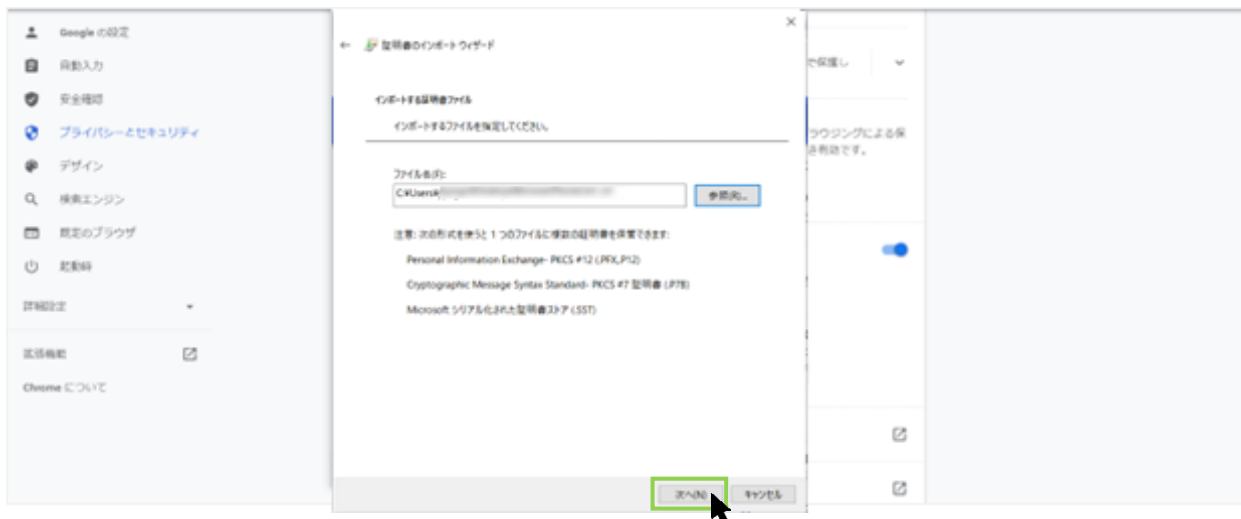 Google の設定
自動入力
安全確認
プライバシーとセキュリティ
デザイン
検索エンジン
既定のブラウザ
起動時
詳細設定
拡張機能
Chrome について
証明書のインポート ウィザード
インポートする証明書ファイル
インポートするファイルを指定してください。
ファイル名(F):
C:¥Users¥
参照(R)...
注意: 次の形式を使うと 1 つのファイルに複数の証明書を保管できます:
Personal Information Exchange- PKCS #12 (.PFX,.P12)
Cryptographic Message Syntax Standard- PKCS #7 証明書 (.P7B)
Microsoft シリアル化された証明書ストア (.SST)
次へ(N)
キャンセル
で保護し
ラウジングによる保
き有効です。